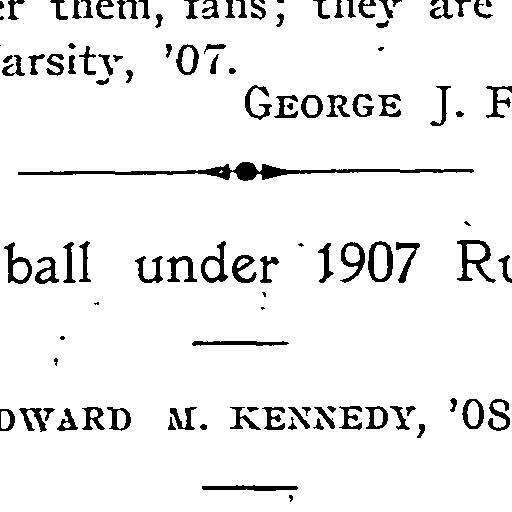 them, fans; they are
arsity, '07.
GEORGE J. F
ball under 1907 Ru
DWARD M. KENNEDY, '08